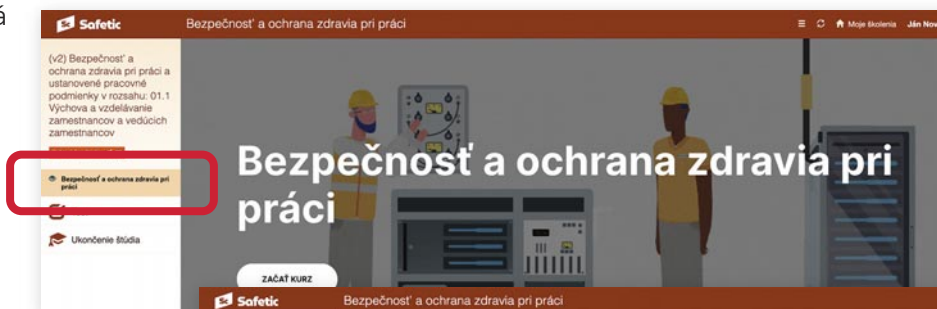 á
Safetic
Bezpečnosť a ochrana zdravia pri práci
Moje školenia
Ján Nov
(v2) Bezpečnosť a
ochrana zdravia pri práci a
ustanovené pracovné
podmienky v rozsahu: 01.1
Výchova a vzdelávanie
zamestnancov a vedúcich
zamestnancov
Bezpečnosť a ochrana zdravia pri
práci
Ukončenie štúdia
Bezpečnosť a ochrana zdravia pri
práci
ZAČAŤ KURZ
Safetic
Bezpečnosť a ochrana zdravia pri práci